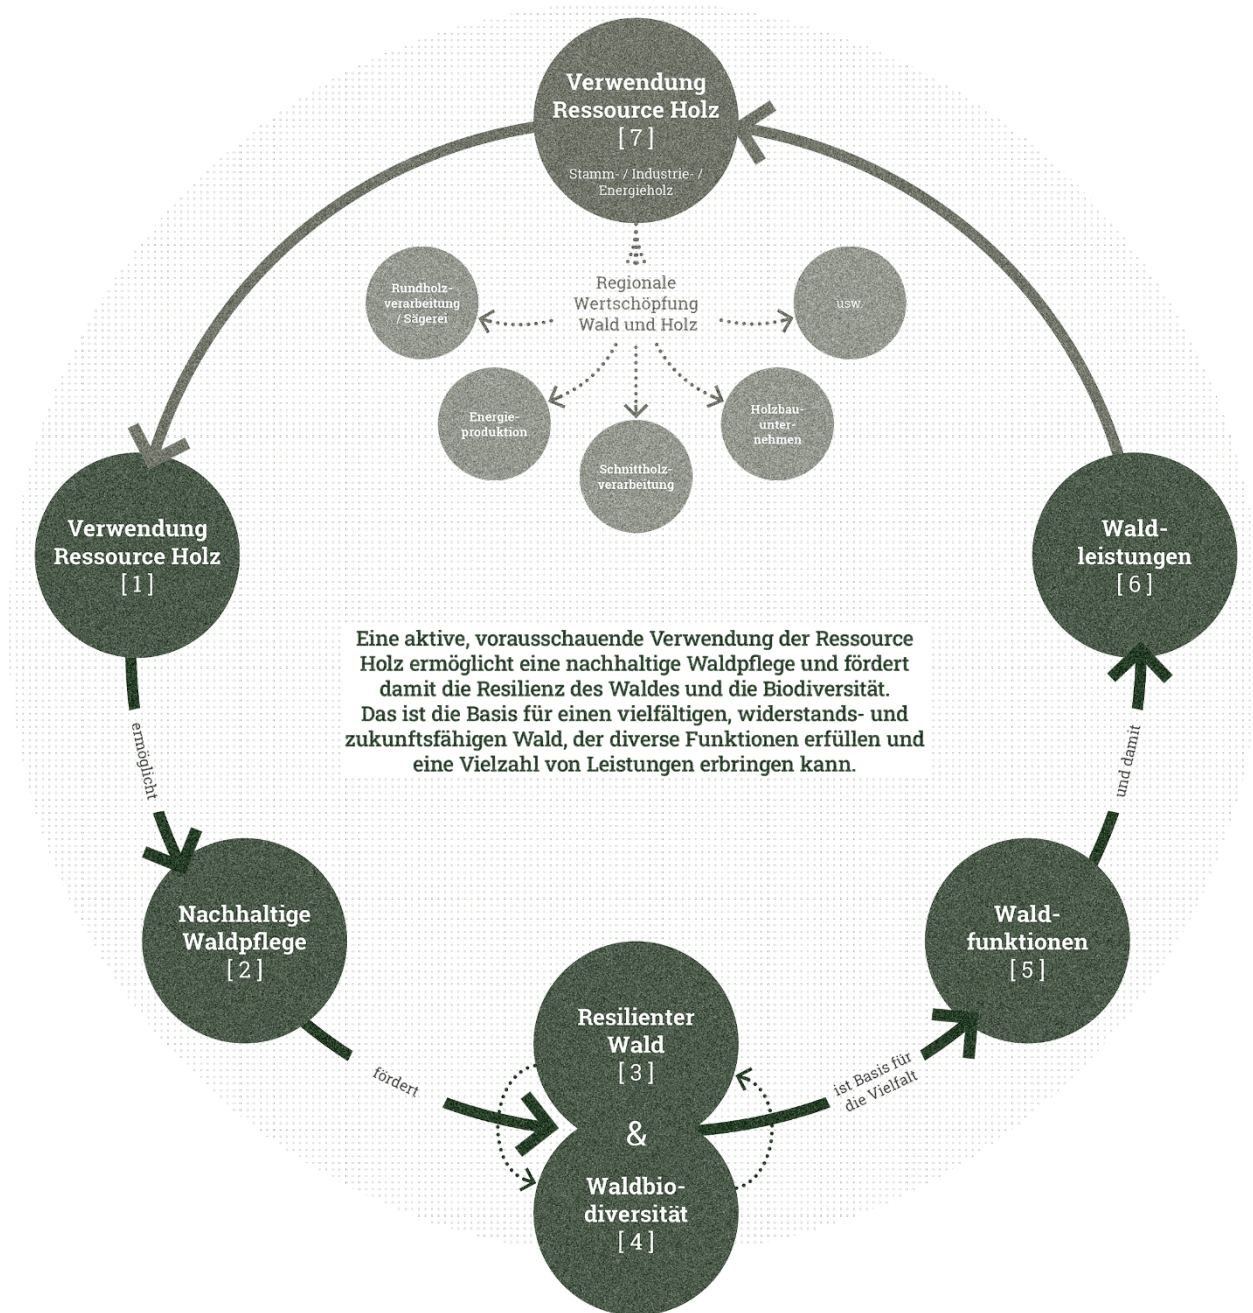 Verwendung
Ressource Holz
[ 7 ]
Stamm- / Industrie- /
Energieholz
Regionale
Wertschöpfung
Wald und Holz
Rundholz-
verarbeitung
/ Sägerei
Energie-
produktion
Schnittholz-
verarbeitung
Holzbau-
unter-
nehmen
usw.
Verwendung
Ressource Holz
[ 1 ]
Wald-
leistungen
[ 6 ]
Eine aktive, vorausschauende Verwendung der Ressource
Holz ermöglicht eine nachhaltige Waldpflege und fördert
damit die Resilienz des Waldes und die Biodiversität.
Das ist die Basis für einen vielfältigen, widerstands- und
zukunftsfähigen Wald, der diverse Funktionen erfüllen und
eine Vielzahl von Leistungen erbringen kann.
ermöglicht
und damit
Nachhaltige
Waldpflege
[ 2 ]
Wald-
funktionen
[ 5 ]
fördert
Resilienter
Wald
[ 3 ]
&
Waldbio-
diversität
[ 4 ]
ist Basis für
die Vielfalt